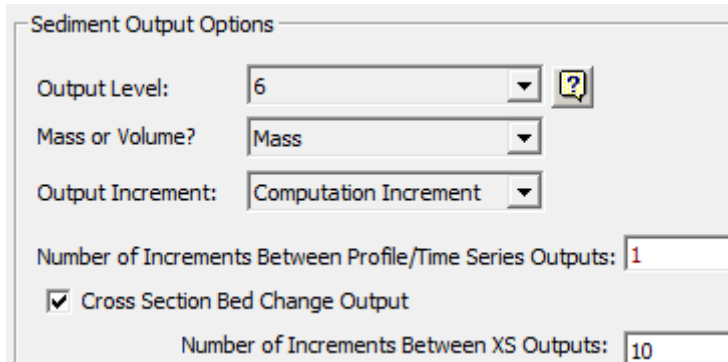 Sediment Output Options
Output Level: 6
Mass or Volume? Mass
Output Increment: Computation Increment
Number of Increments Between Profile/Time Series Outputs: 1
Cross Section Bed Change Output
Number of Increments Between XS Outputs: 10